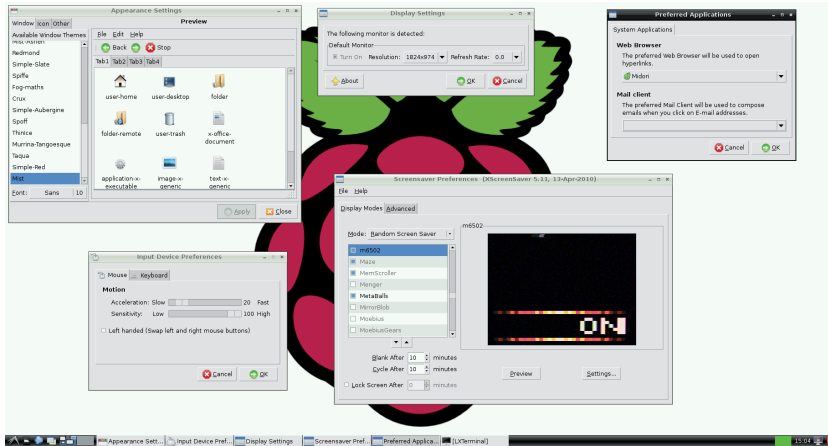 Appearance Settings
Window Icon Other
Preview
Available Window Themes
Redmond
Simple-Slate
Spiffe
Fog-maths
Crux
Simple-Aubergine
Spoff
ThinIce
Murrina-Tangoesque
Taqua
Simple-Red
Mist
Font: Sans 10
File Edit Help
Back Stop
Tab1 Tab2 Tab3 Tab4
user-home user-desktop folder
folder-remote user-trash x-office-document
application-x-executable image-x-generic text-x-generic
Apply Close
Display Settings
The following monitor is detected:
Default Monitor
Turn On Resolution: 1824x974 Refresh Rate: 0.0
About OK Cancel
Preferred Applications
System Applications
Web Browser
The preferred Web Browser will be used to open
hyperlinks.
Midori
Mail client
The preferred Mail Client will be used to compose
emails when you click on E-mail addresses.
Cancel OK
Input Device Preferences
Mouse Keyboard
Motion
Acceleration: Slow 20 Fast
Sensitivity: Low 100 High
Left handed (Swap left and right mouse buttons)
Cancel OK
Screensaver Preferences (XScreenSaver 5.11, 13-Apr-2010)
File Help
Display Modes Advanced
Mode: Random Screen Saver
m6502
Maze
MemScroller
Menger
MetaBalls
MirrorBlob
Moebius
MoebiusGears
Blank After 10 minutes
Cycle After 10 minutes
Lock Screen After 0 minutes
m6502
ON
Preview Settings...
Appearance Sett... Input Device Pref... Display Settings Screensaver Pref... Preferred Applica... [LXTerminal] 15:04